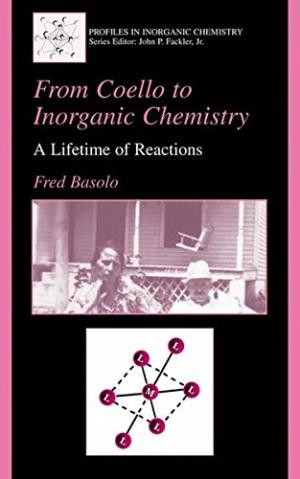 PROFILES IN INORGANIC CHEMISTRY
Series Editor: John P. Fackler, Jr.
From Coello to
Inorganic Chemistry
A Lifetime of Reactions
Fred Basolo
L
L
L
M
L
L
L